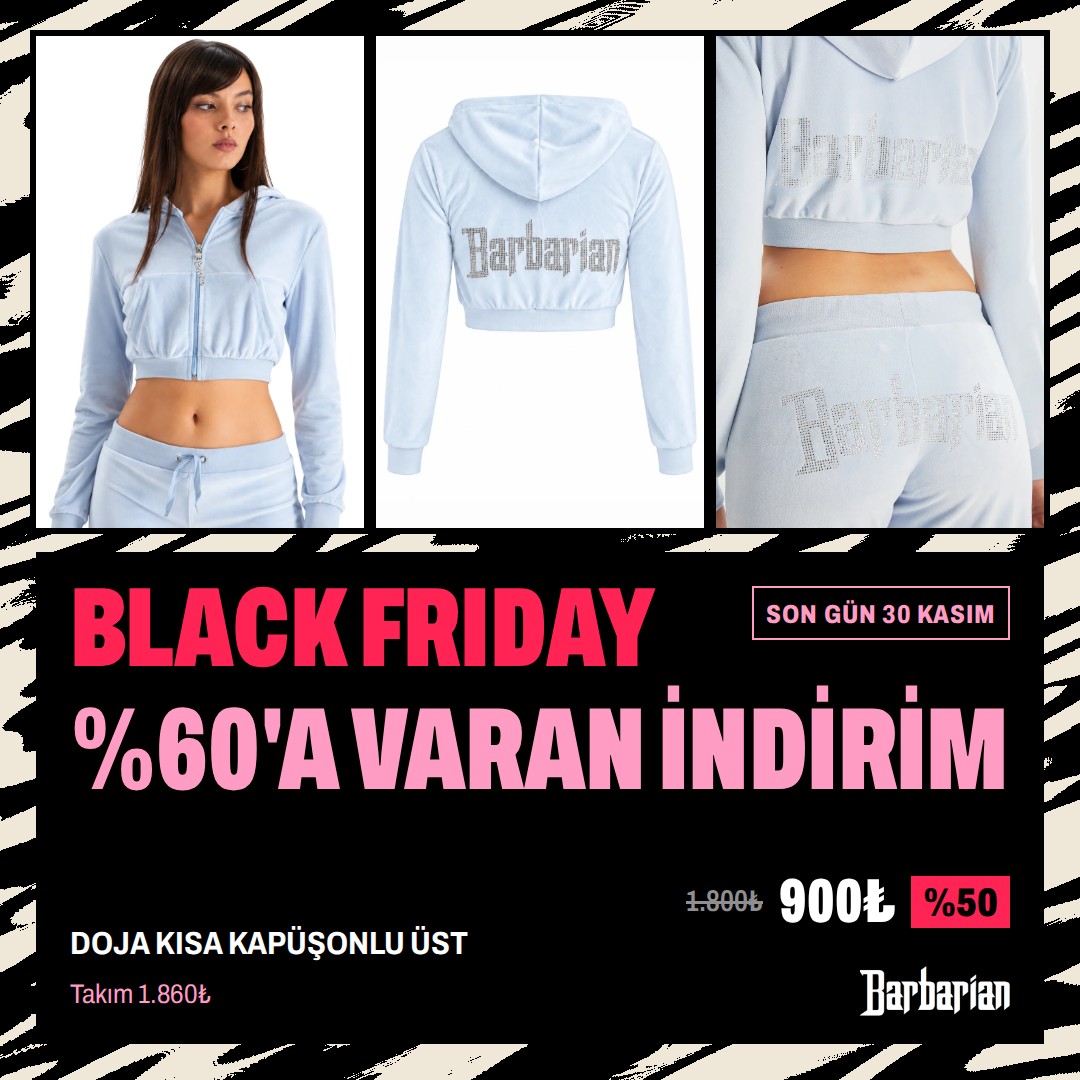 Barbarian
Barbarian
Barbarian
BLACK FRIDAY
SON GÜN 30 KASIM
%60'A VARAN İNDİRİM
1.800₺ 900₺ %50
DOJA KISA KAPÜŞONLU ÜST
Takım 1.860₺
Barbarian